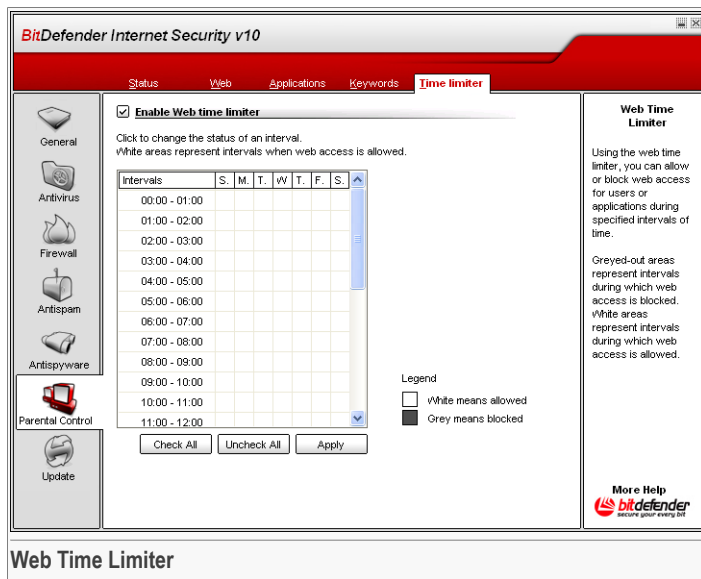 BitDefender Internet Security v10
Status Web Applications Keywords Time limiter
General
Antivirus
Firewall
Antispam
Antispyware
Parental Control
Update
Enable Web time limiter
Click to change the status of an interval.
White areas represent intervals when web access is allowed.
Intervals S. M. T. W T. F. S.
00:00 - 01:00
01:00 - 02:00
02:00 - 03:00
03:00 - 04:00
04:00 - 05:00
05:00 - 06:00
06:00 - 07:00
07:00 - 08:00
08:00 - 09:00
09:00 - 10:00
10:00 - 11:00
11:00 - 12:00
Check All Uncheck All Apply
Legend
White means allowed
Grey means blocked
Web Time
Limiter
Using the web time
limiter, you can allow
or block web access
for users or
applications during
specified intervals of
time.
Greyed-out areas
represent intervals
during which web
access is blocked.
White areas
represent intervals
during which web
access is allowed.
More Help
bitdefender
secure your every bit
Web Time Limiter